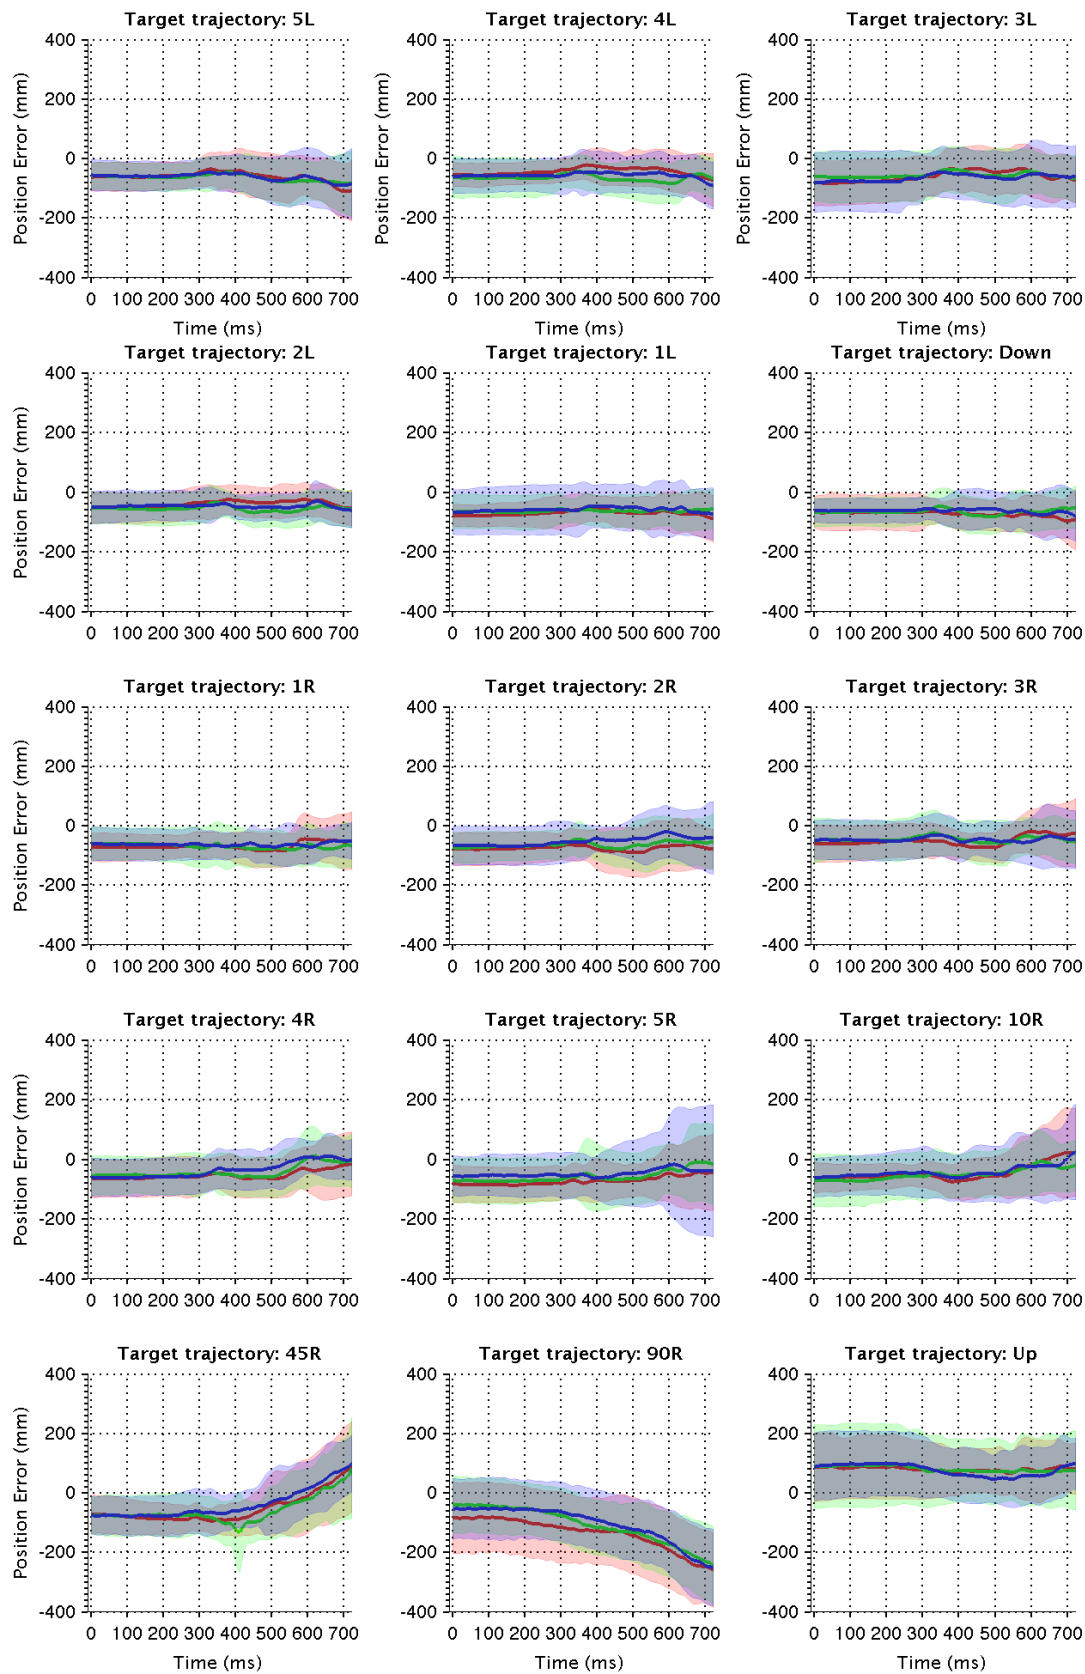 Target trajectory: 5L
Target trajectory: 4L
Target trajectory: 3L
400
200
0
-200
-400
Position Error (mm)
0 100 200 300 400 500 600 700
Time (ms)
400
200
0
-200
-400
Position Error (mm)
0 100 200 300 400 500 600 700
Time (ms)
400
200
0
-200
-400
Position Error (mm)
0 100 200 300 400 500 600 700
Time (ms)
Target trajectory: 2L
Target trajectory: 1L
Target trajectory: Down
400
200
0
-200
-400
Position Error (mm)
0 100 200 300 400 500 600 700
400
200
0
-200
-400
0 100 200 300 400 500 600 700
400
200
0
-200
-400
0 100 200 300 400 500 600 700
Target trajectory: 1R
Target trajectory: 2R
Target trajectory: 3R
400
200
0
-200
-400
Position Error (mm)
0 100 200 300 400 500 600 700
400
200
0
-200
-400
0 100 200 300 400 500 600 700
400
200
0
-200
-400
0 100 200 300 400 500 600 700
Target trajectory: 4R
Target trajectory: 5R
Target trajectory: 10R
400
200
0
-200
-400
Position Error (mm)
0 100 200 300 400 500 600 700
400
200
0
-200
-400
0 100 200 300 400 500 600 700
400
200
0
-200
-400
0 100 200 300 400 500 600 700
Target trajectory: 45R
Target trajectory: 90R
Target trajectory: Up
400
200
0
-200
-400
Position Error (mm)
0 100 200 300 400 500 600 700
Time (ms)
400
200
0
-200
-400
0 100 200 300 400 500 600 700
Time (ms)
400
200
0
-200
-400
0 100 200 300 400 500 600 700
Time (ms)